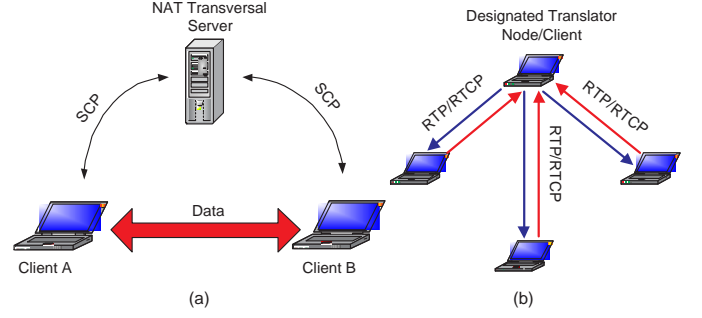 NAT Transversal
Server
SCP
SCP
Data
Client A
Client B
(a)
Designated Translator
Node/Client
RTP/RTCP
RTP/RTCP
RTP/RTCP
(b)